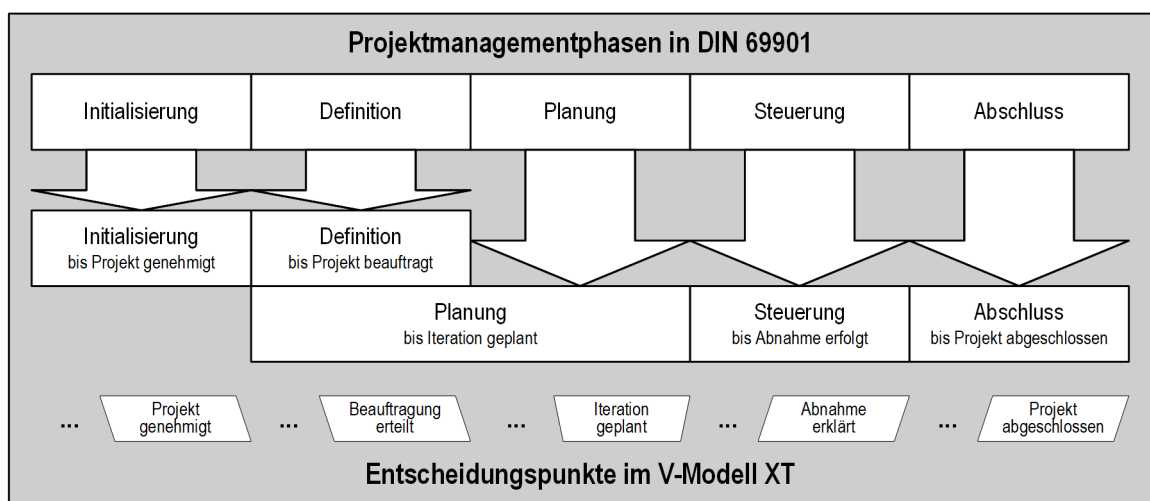 Projektmanagementphasen in DIN 69901
Initialisierung
Definition
Planung
Steuerung
Abschluss
Initialisierung
bis Projekt genehmigt
Definition
bis Projekt beauftragt
Planung
bis Iteration geplant
Steuerung
bis Abnahme erfolgt
Abschluss
bis Projekt abgeschlossen
...
Projekt
genehmigt
...
Beauftragung
erteilt
...
Iteration
geplant
...
Abnahme
erklärt
...
Projekt
abgeschlossen
Entscheidungspunkte im V-Modell XT